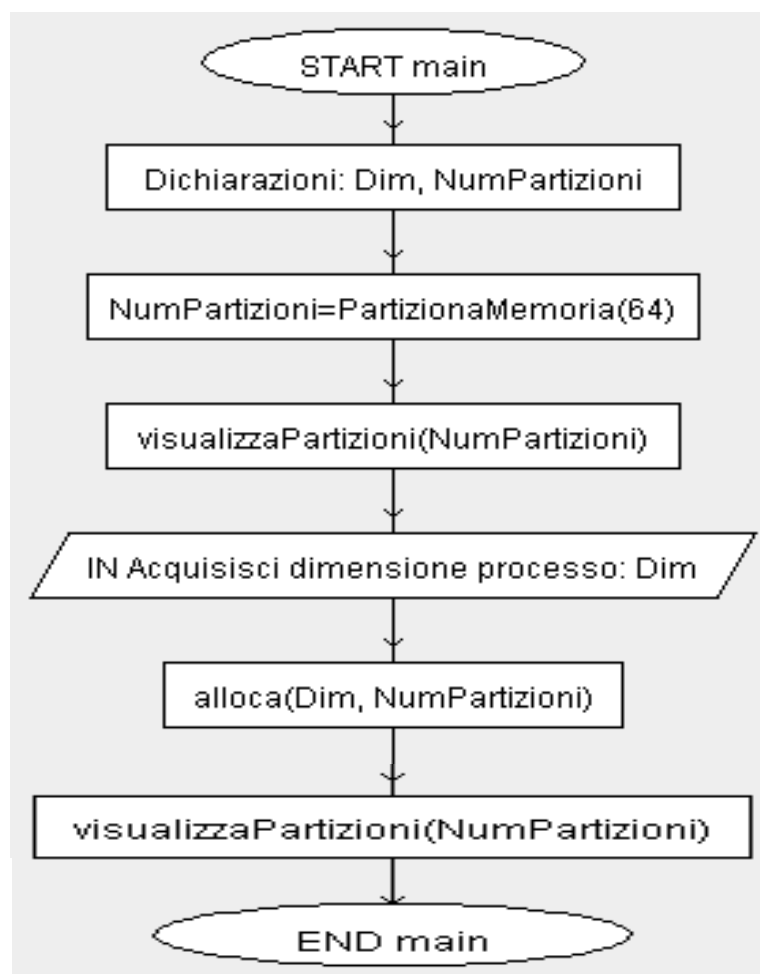 START main
Dichiarazioni: Dim, NumPartizioni
NumPartizioni=PartizionaMemoria(64)
visualizzaPartizioni(NumPartizioni)
IN Acquisisci dimensione processo: Dim
alloca(Dim, NumPartizioni)
visualizzaPartizioni(NumPartizioni)
END main